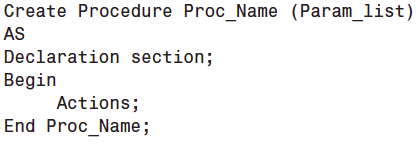 Create Procedure Proc_Name (Param_list)
AS
Declaration section;
Begin
     Actions;
End Proc_Name;